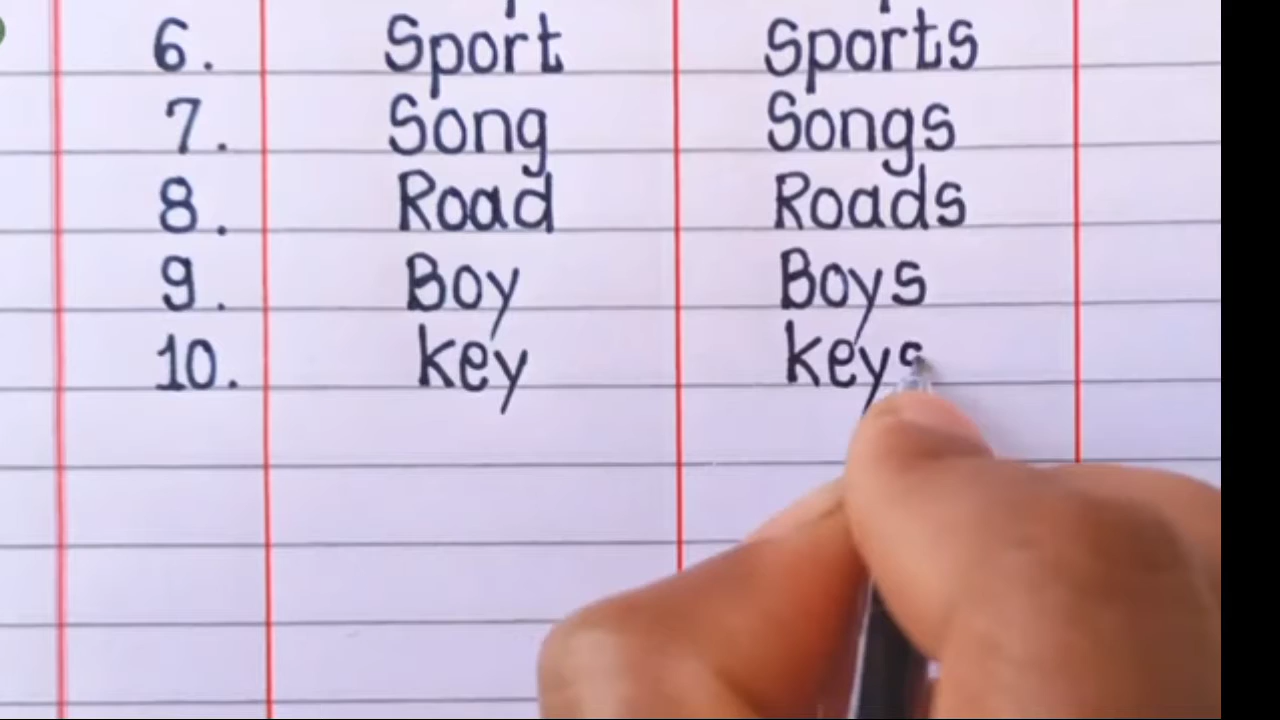 6. Sport Sports
7. Song Songs
8. Road Roads
9. Boy Boys
10. key keys